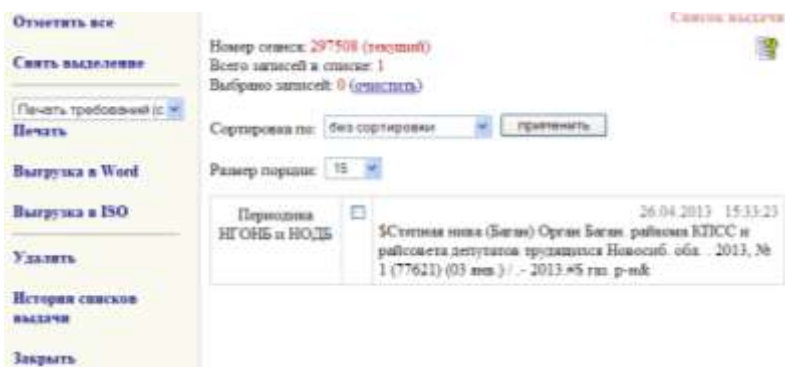 Отметить все
Снять выделение
Печать требований (с
Печать
Выгрузка в Word
Выгрузка в ISO
Удалить
История списков
выдачи
Закрыть
Список выдачи
Номер сеанса: 297508 (текущий)
Всего записей в списке: 1
Выбрано записей: 0 (очистить)
Сортировка по: без сортировки применить
Размер порции: 15
Периодика
НГОНБ и НОДБ
26.04.2013 15:33:23
$Степная нива (Баган) Орган Баган. райкома КПСС и
райсовета депутатов трудящихся Новосиб. обл. . 2013, №
1 (77621) (03 янв.) / .- 2013.#S газ. р-н&